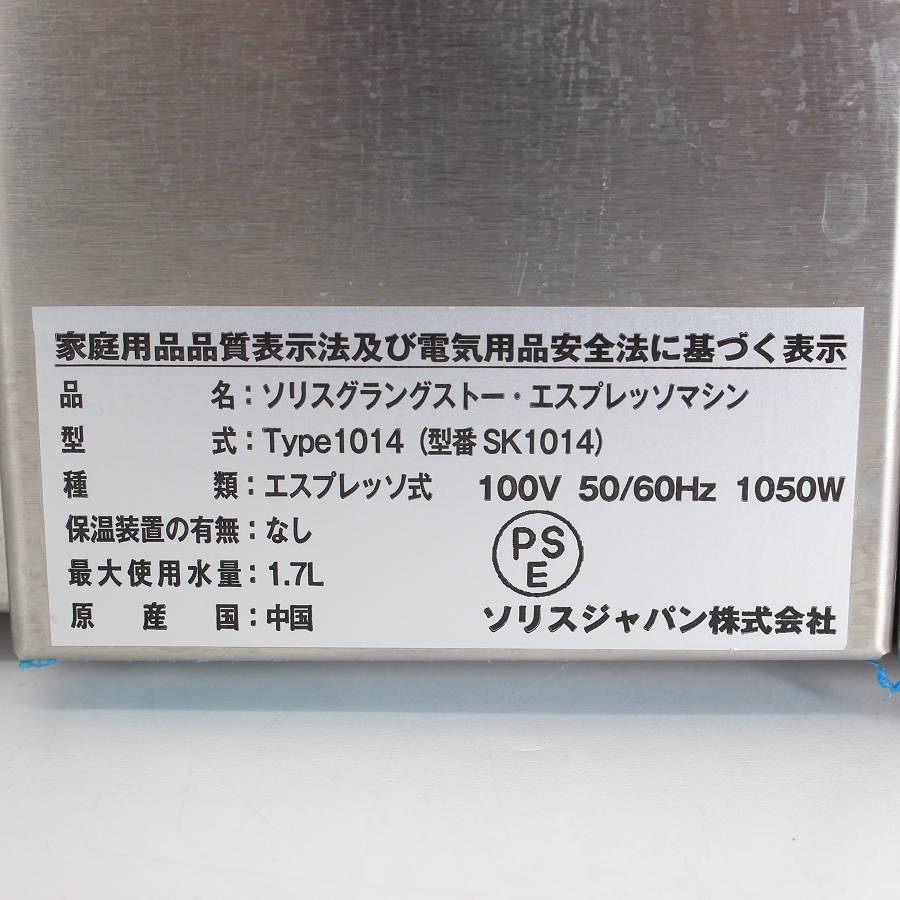 家庭用品品質表示法及び電気用品安全法に基づく表示
品名：ソリスグラングストー・エスプレッソマシン
型式：Type1014（型番 SK1014）
種類：エスプレッソ式 100V 50/60Hz 1050W
保温装置の有無：なし
最大使用水量：1.7L
原産国：中国
PS
E
ソリスジャパン株式会社